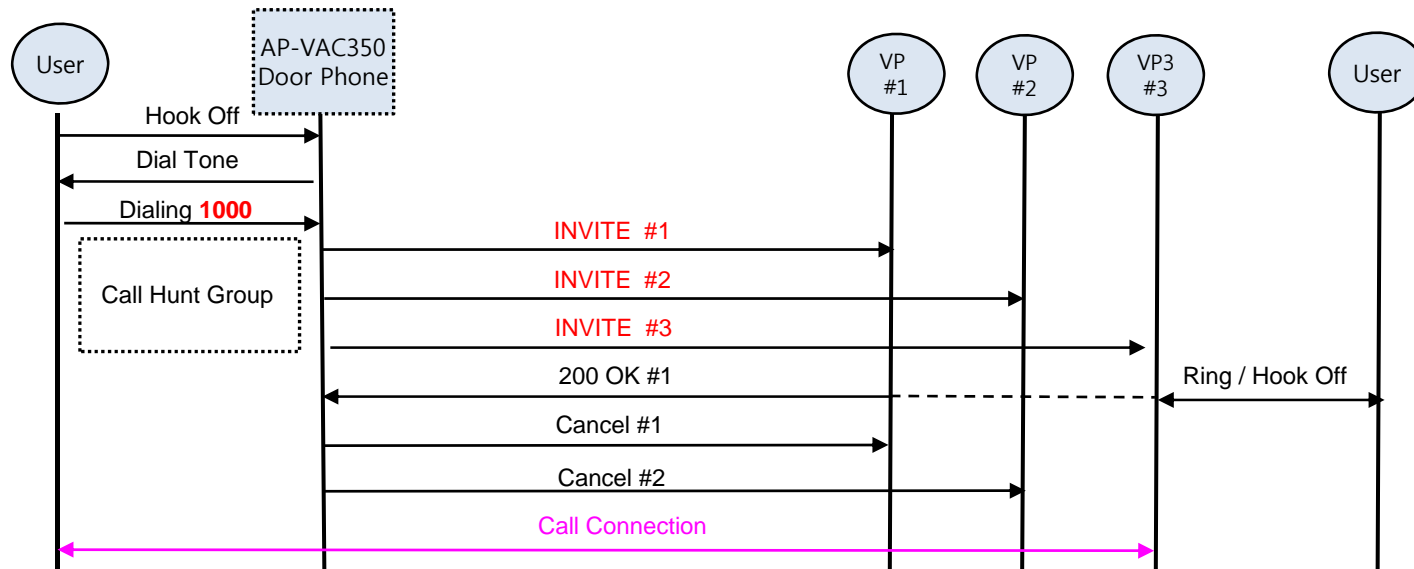 User
AP-VAC350
Door Phone
VP
#1
VP
#2
VP3
#3
User
Hook Off
Dial Tone
Dialing 1000
INVITE #1
Call Hunt Group
INVITE #2
INVITE #3
200 OK #1
Ring / Hook Off
Cancel #1
Cancel #2
Call Connection